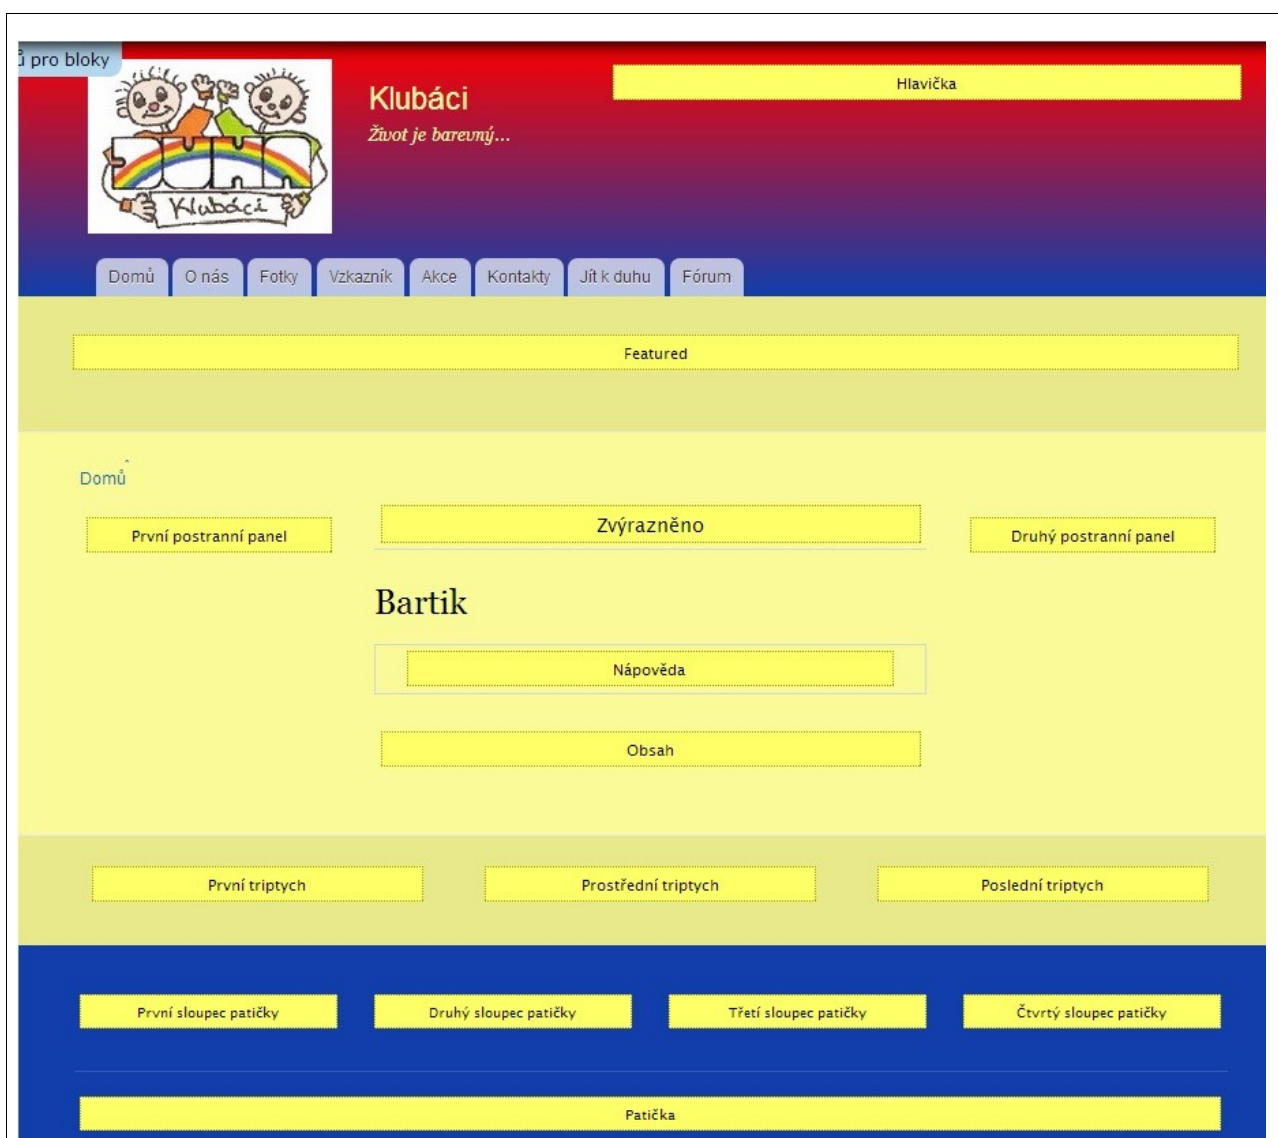 ů pro bloky
Klubáci
Klubáci
Život je barevný...
Hlavička
Domů O nás Fotky Vzkazník Akce Kontakty Jít k duhu Fórum
Featured
Domů
První postranní panel
Zvýrazněno
Druhý postranní panel
Bartik
Nápověda
Obsah
První triptych Prostřední triptych Poslední triptych
První sloupec patičky Druhý sloupec patičky Třetí sloupec patičky Čtvrtý sloupec patičky
Patička